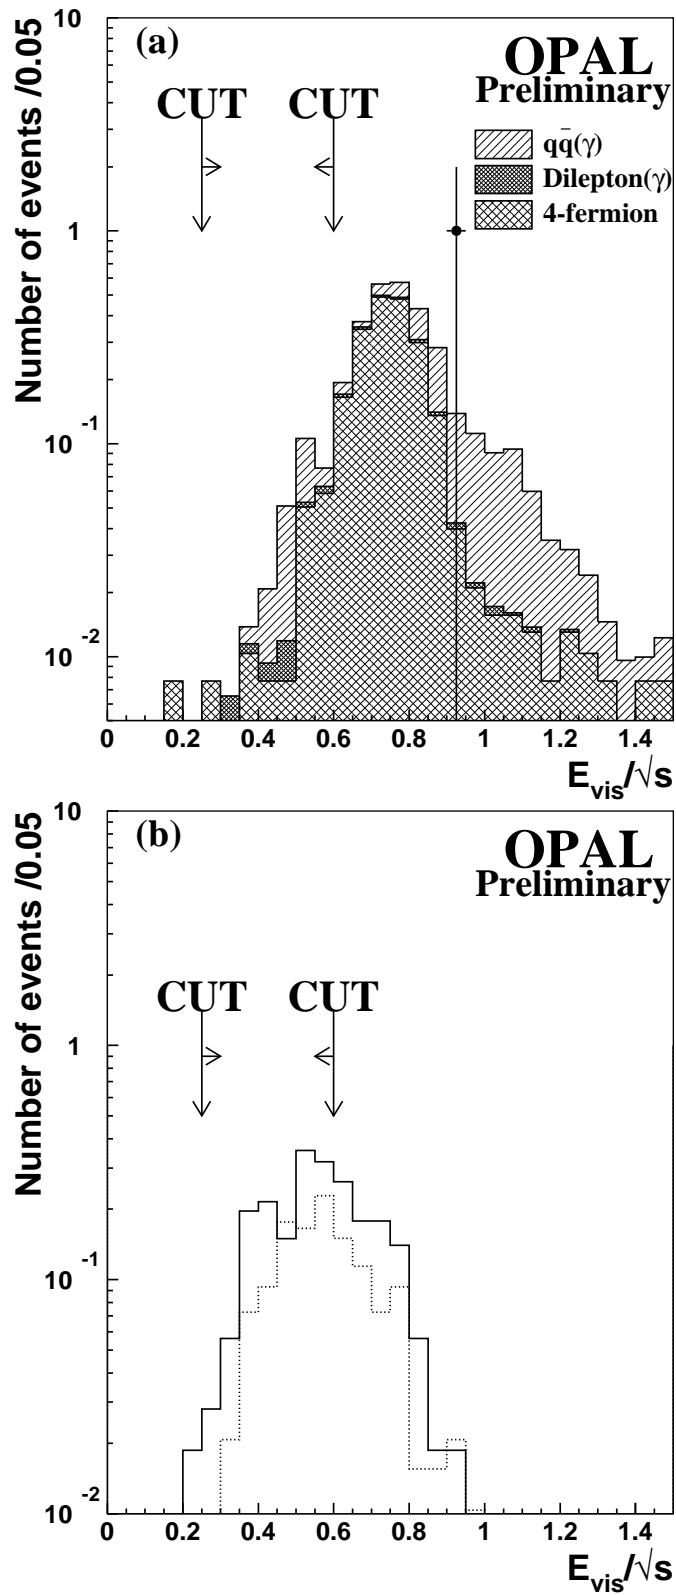 (a)
OPAL
Preliminary
CUT CUT
qq̄(γ)
Dilepton(γ)
4-fermion
Number of events /0.05
10
1
10 -1
10 -2
0 0.2 0.4 0.6 0.8 1 1.2 1.4
E_vis/√s
(b)
OPAL
Preliminary
CUT CUT
Number of events /0.05
10
1
10 -1
10 -2
0 0.2 0.4 0.6 0.8 1 1.2 1.4
E_vis/√s